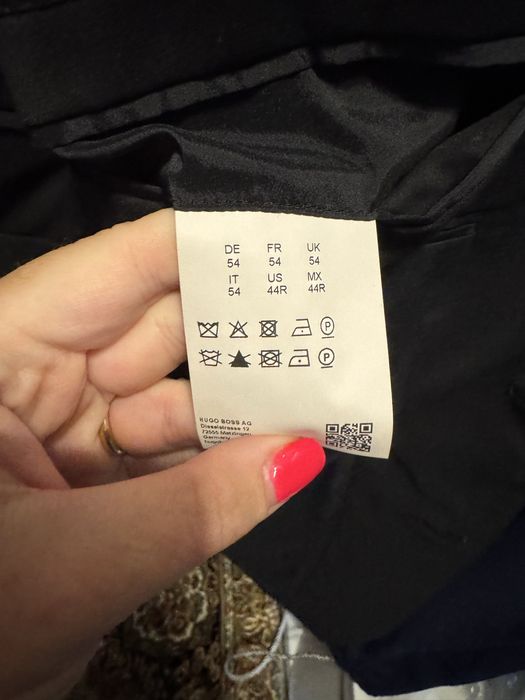 DE FR UK
54 54 54
IT US MX
54 44R 44R
P
P
HUGO BOSS AG
Dieselstrasse 12
72555 Metzingen
Germany